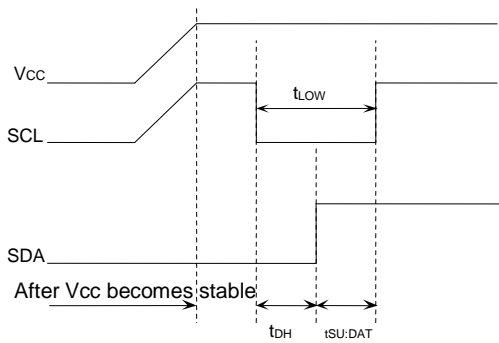 VCC
tLOW
SCL
SDA
After Vcc becomes stable
tDH
tSU:DAT